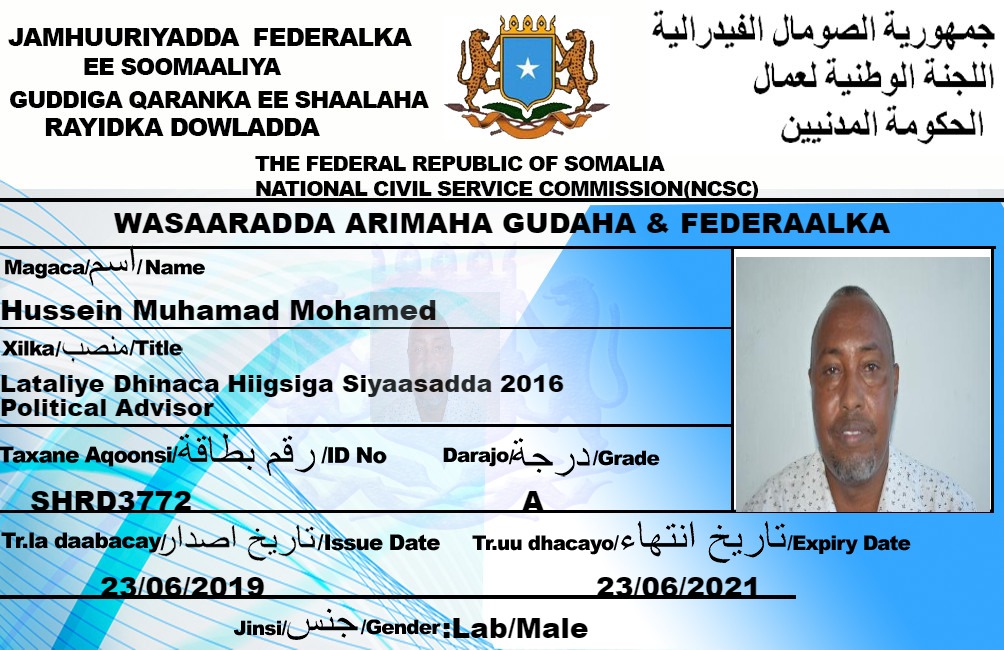 JAMHUURIYADDA FEDERALKA
EE SOOMAALIYA
GUDDIGA QARANKA EE SHAALAHA
RAYIDKA DOWLADDA
جمهورية الصومال الفيدرالية
اللجنة الوطنية لعمال
الحكومة المدنيين
THE FEDERAL REPUBLIC OF SOMALIA
NATIONAL CIVIL SERVICE COMMISSION(NCSC)
WASAARADDA ARIMAHA GUDAHA & FEDERAALKA
Magaca/اسم/Name
Hussein Muhamad Mohamed
Xilka/منصب/Title
Lataliye Dhinaca Hiigsiga Siyaasadda 2016
Political Advisor
Taxane Aqoonsi/رقم بطاقة/ID No Darajo/درجة/Grade
SHRD3772 A
Tr.la daabacay/تاريخ اصدار/Issue Date Tr.uu dhacayo/تاريخ انتهاء/Expiry Date
23/06/2019 23/06/2021
Jinsi/جنس/Gender:Lab/Male